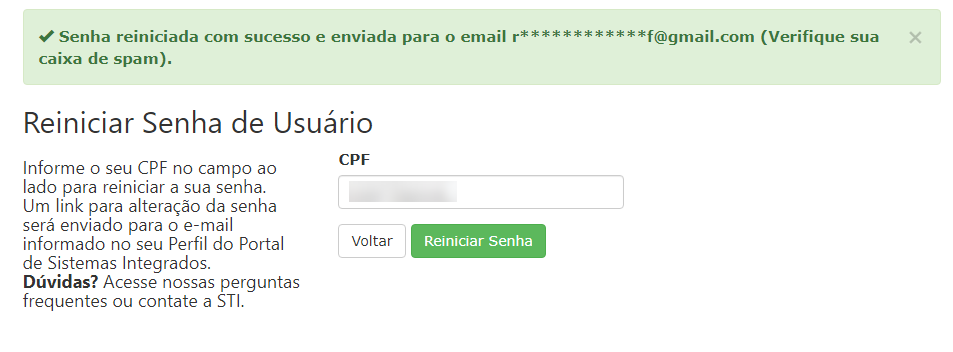 ✔ Senha reiniciada com sucesso e enviada para o email r************f@gmail.com (Verifique sua
caixa de spam).
×
Reiniciar Senha de Usuário
Informe o seu CPF no campo ao
lado para reiniciar a sua senha.
Um link para alteração da senha
será enviado para o e-mail
informado no seu Perfil do Portal
de Sistemas Integrados.
Dúvidas? Acesse nossas perguntas
frequentes ou contate a STI.
CPF
Voltar
Reiniciar Senha